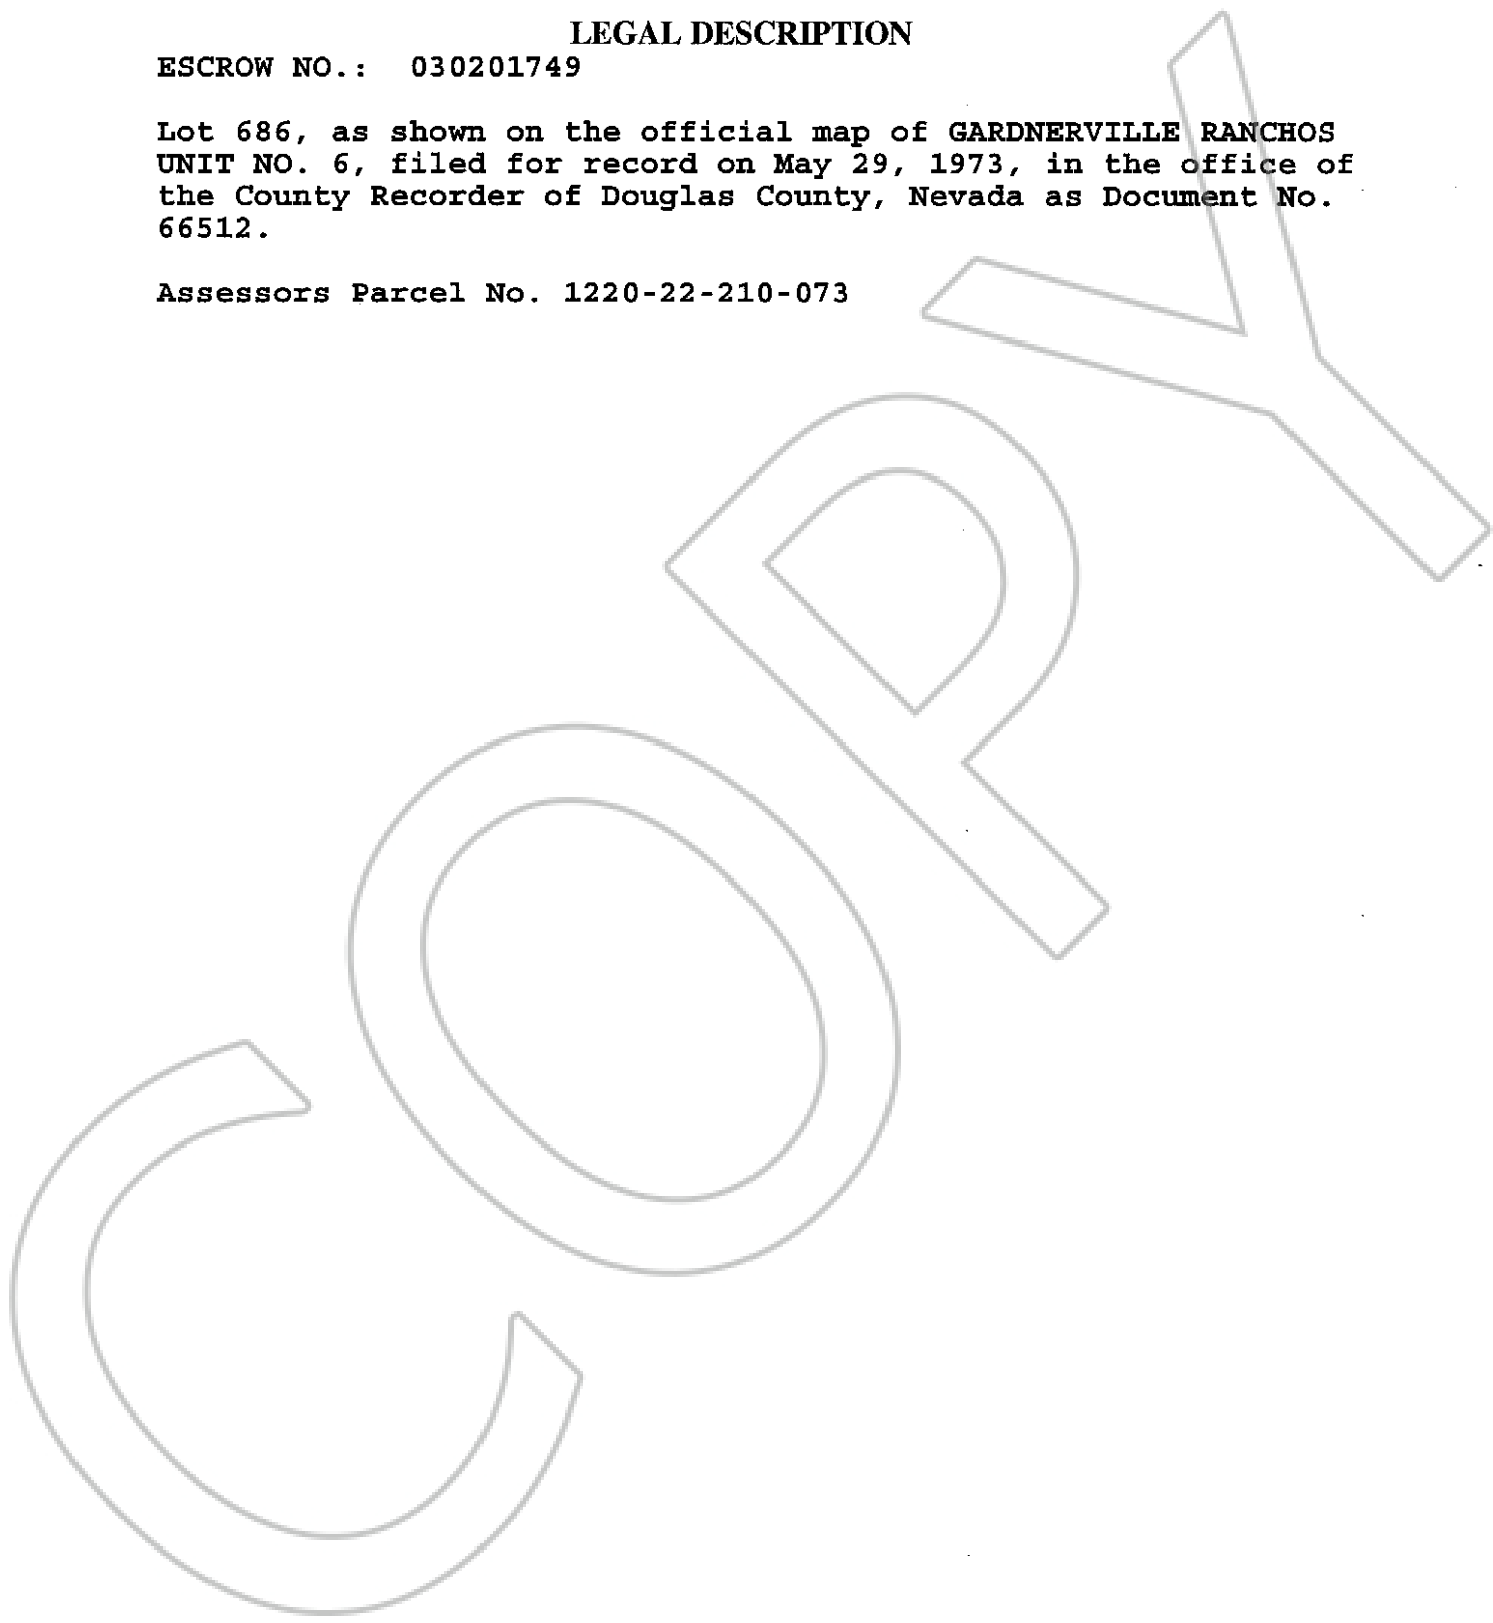 LEGAL DESCRIPTION
ESCROW NO.: 030201749
Lot 686, as shown on the official map of GARDNERVILLE RANCHOS
UNIT NO. 6, filed for record on May 29, 1973, in the office of
the County Recorder of Douglas County, Nevada as Document No.
66512.
Assessors Parcel No. 1220-22-210-073
COPY